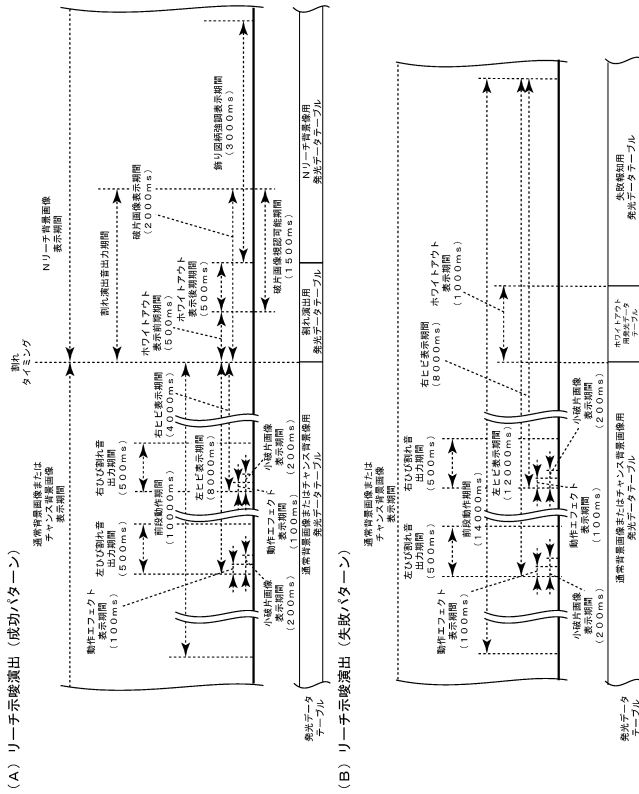 (A) リーチ示唆演出(成功パターン)
通常背景画像または
チャンス背景画像
表示期間
割れ
タイミング
Nリーチ背景画像
表示期間
割れ演出音出力期間
動作エフェクト
表示期間
(100ms)
左ひび割れ音
出力期間
(500ms)
前段動作期間
(10000ms)
右ひび割れ音
出力期間
(500ms)
左ヒビ表示期間
(8000ms)
右ヒビ表示期間
(4000ms)
ホワイトアウト
表示前期期間
(500ms)
ホワイトアウト
表示後期期間
(500ms)
破片画像表示期間
(2000ms)
飾り図柄強調表示期間
(3000ms)
小破片画像
表示期間
(200ms)
動作エフェクト
表示期間
(100ms)
小破片画像
表示期間
(200ms)
破片画像視認可能期間
(1500ms)
発光データ
テーブル
通常背景画像またはチャンス背景像用
発光データテーブル
割れ演出用
発光データテーブル
Nリーチ背景像用
発光データテーブル
(B) リーチ示唆演出(失敗パターン)
通常背景画像または
チャンス背景画像
表示期間
動作エフェクト
表示期間
(100ms)
左ひび割れ音
出力期間
(500ms)
前段動作期間
(14000ms)
右ひび割れ音
出力期間
(500ms)
左ヒビ表示期間
(12000ms)
右ヒビ表示期間
(8000ms)
ホワイトアウト
表示期間
(1000ms)
小破片画像
表示期間
(200ms)
動作エフェクト
表示期間
(100ms)
小破片画像
表示期間
(200ms)
発光データ
テーブル
通常背景画像またはチャンス背景像用
発光データテーブル
ホワイトアウト
用発光データ
テーブル
失敗報知用
発光データテーブル